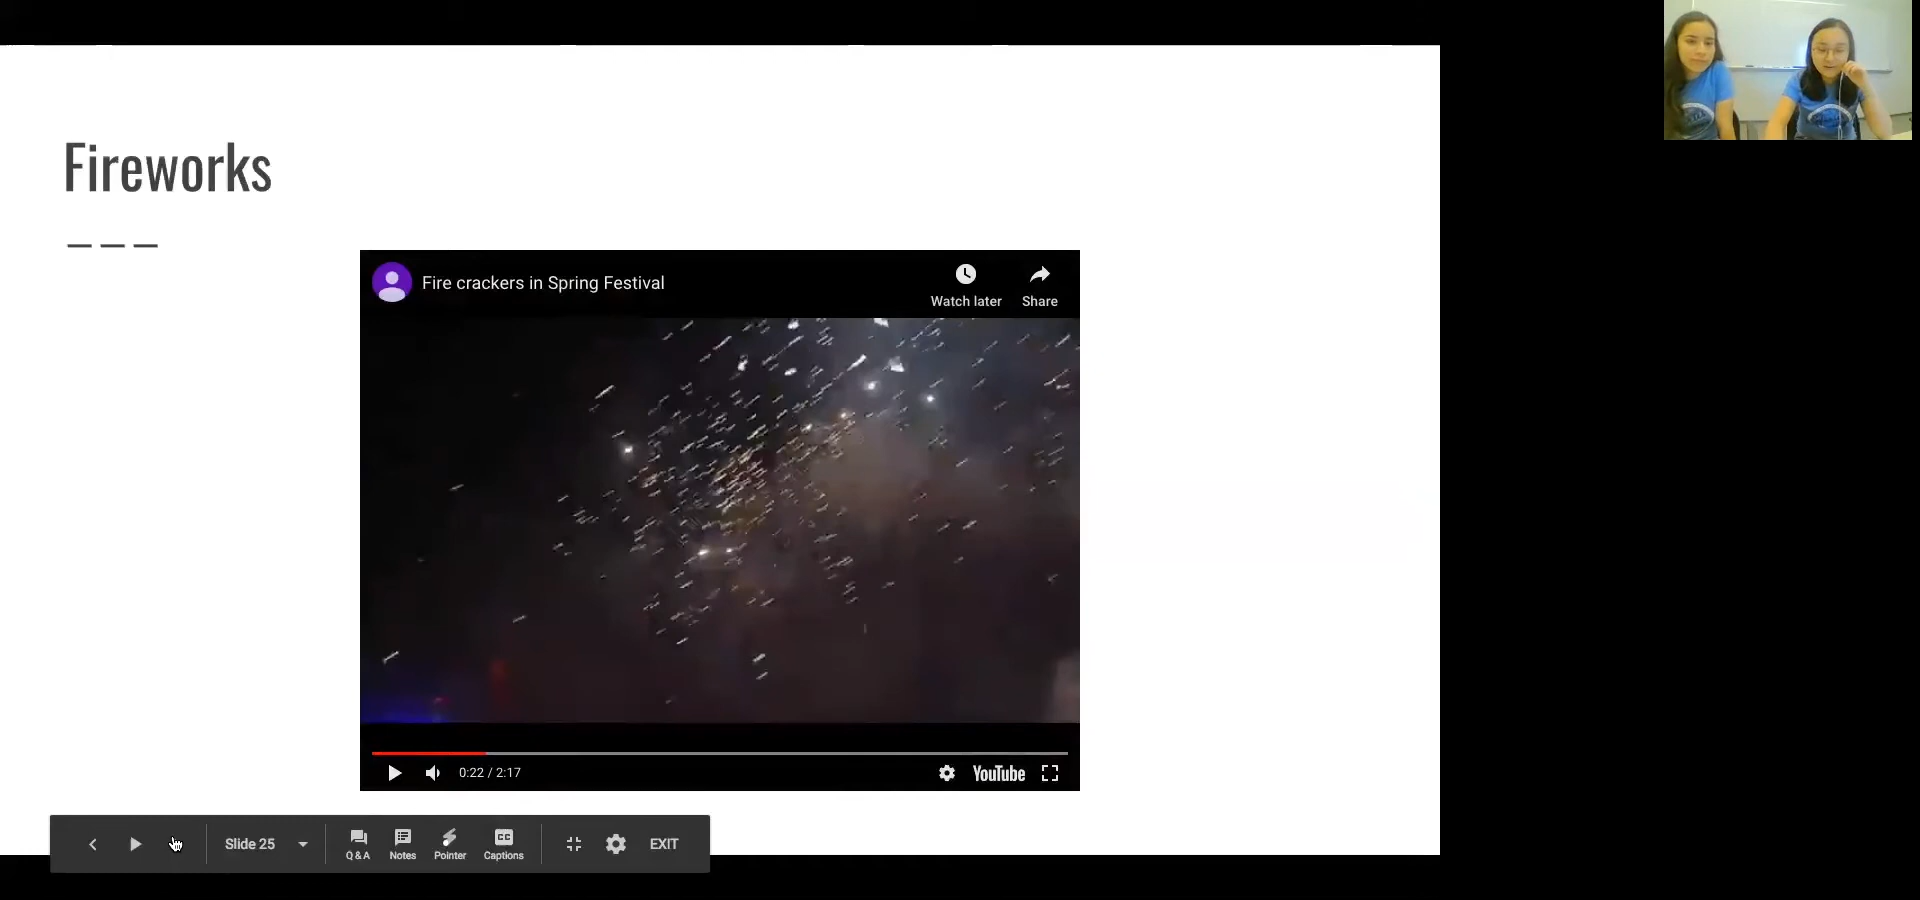 Fireworks
Fire crackers in Spring Festival
Watch later
Share
0:22 / 2:17
YouTube
Slide 25
Q & A
Notes
Pointer
CC
Captions
EXIT